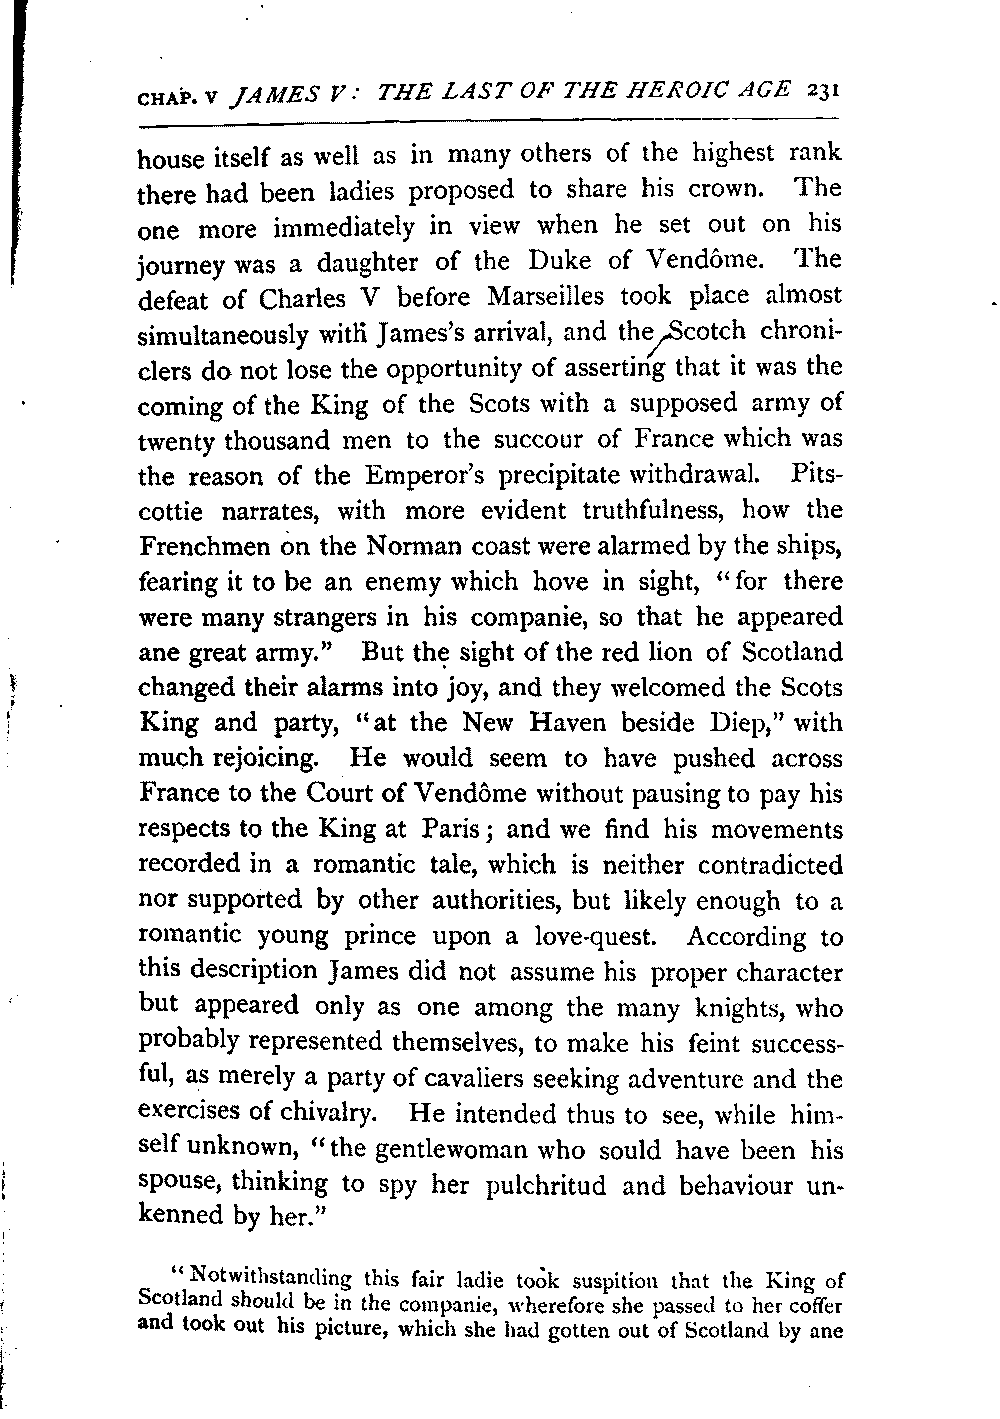 CHAP. V JAMES V: THE LAST OF THE HEROIC AGE 231
house itself as well as in many others of the highest rank
there had been ladies proposed to share his crown. The
one more immediately in view when he set out on his
journey was a daughter of the Duke of Vendôme. The
defeat of Charles V before Marseilles took place almost
simultaneously with James's arrival, and the Scotch chroni-
clers do not lose the opportunity of asserting that it was the
coming of the King of the Scots with a supposed army of
twenty thousand men to the succour of France which was
the reason of the Emperor's precipitate withdrawal. Pits-
cottie narrates, with more evident truthfulness, how the
Frenchmen on the Norman coast were alarmed by the ships,
fearing it to be an enemy which hove in sight, "for there
were many strangers in his companie, so that he appeared
ane great army." But the sight of the red lion of Scotland
changed their alarms into joy, and they welcomed the Scots
King and party, "at the New Haven beside Diep," with
much rejoicing. He would seem to have pushed across
France to the Court of Vendôme without pausing to pay his
respects to the King at Paris; and we find his movements
recorded in a romantic tale, which is neither contradicted
nor supported by other authorities, but likely enough to a
romantic young prince upon a love-quest. According to
this description James did not assume his proper character
but appeared only as one among the many knights, who
probably represented themselves, to make his feint success-
ful, as merely a party of cavaliers seeking adventure and the
exercises of chivalry. He intended thus to see, while him-
self unknown, "the gentlewoman who sould have been his
spouse, thinking to spy her pulchritud and behaviour un-
kenned by her."
"Notwithstanding this fair ladie took suspition that the King of
Scotland should be in the companie, wherefore she passed to her coffer
and took out his picture, which she had gotten out of Scotland by ane